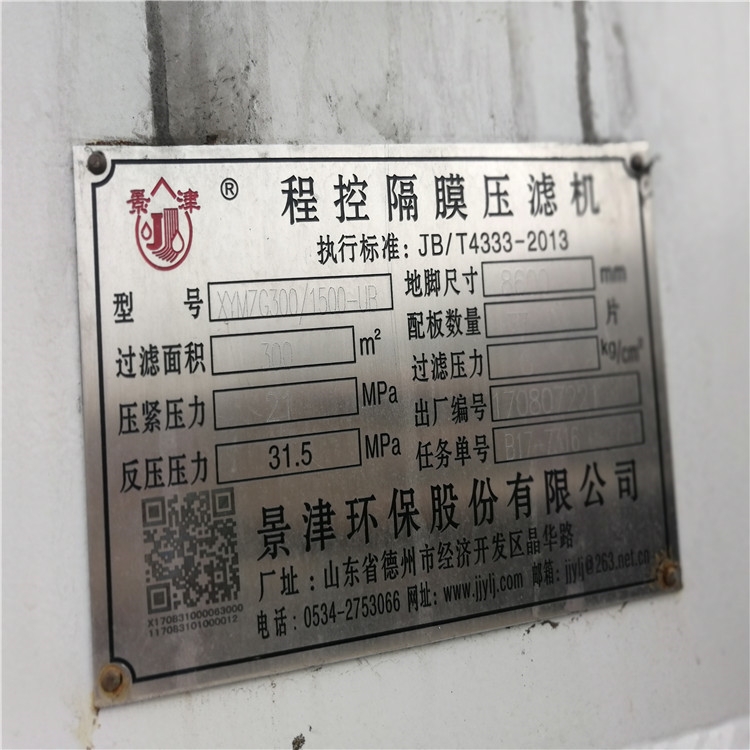 景津 ®
程控隔膜压滤机
执行标准：JB/T4333-2013
型号 XYMZG300/1500-UB
地脚尺寸 8600 mm
过滤面积 300 m²
配板数量 片
压紧压力 21 MPa
过滤压力 kg/cm²
反压压力 31.5 MPa
出厂编号
任务单号
景津环保股份有限公司
厂址：山东省德州市经济开发区晶华路
电话：0534-2753066 网址：www.jjylj.com 邮箱：jjylj@263.net.cn
X170831000063000
117083101000012